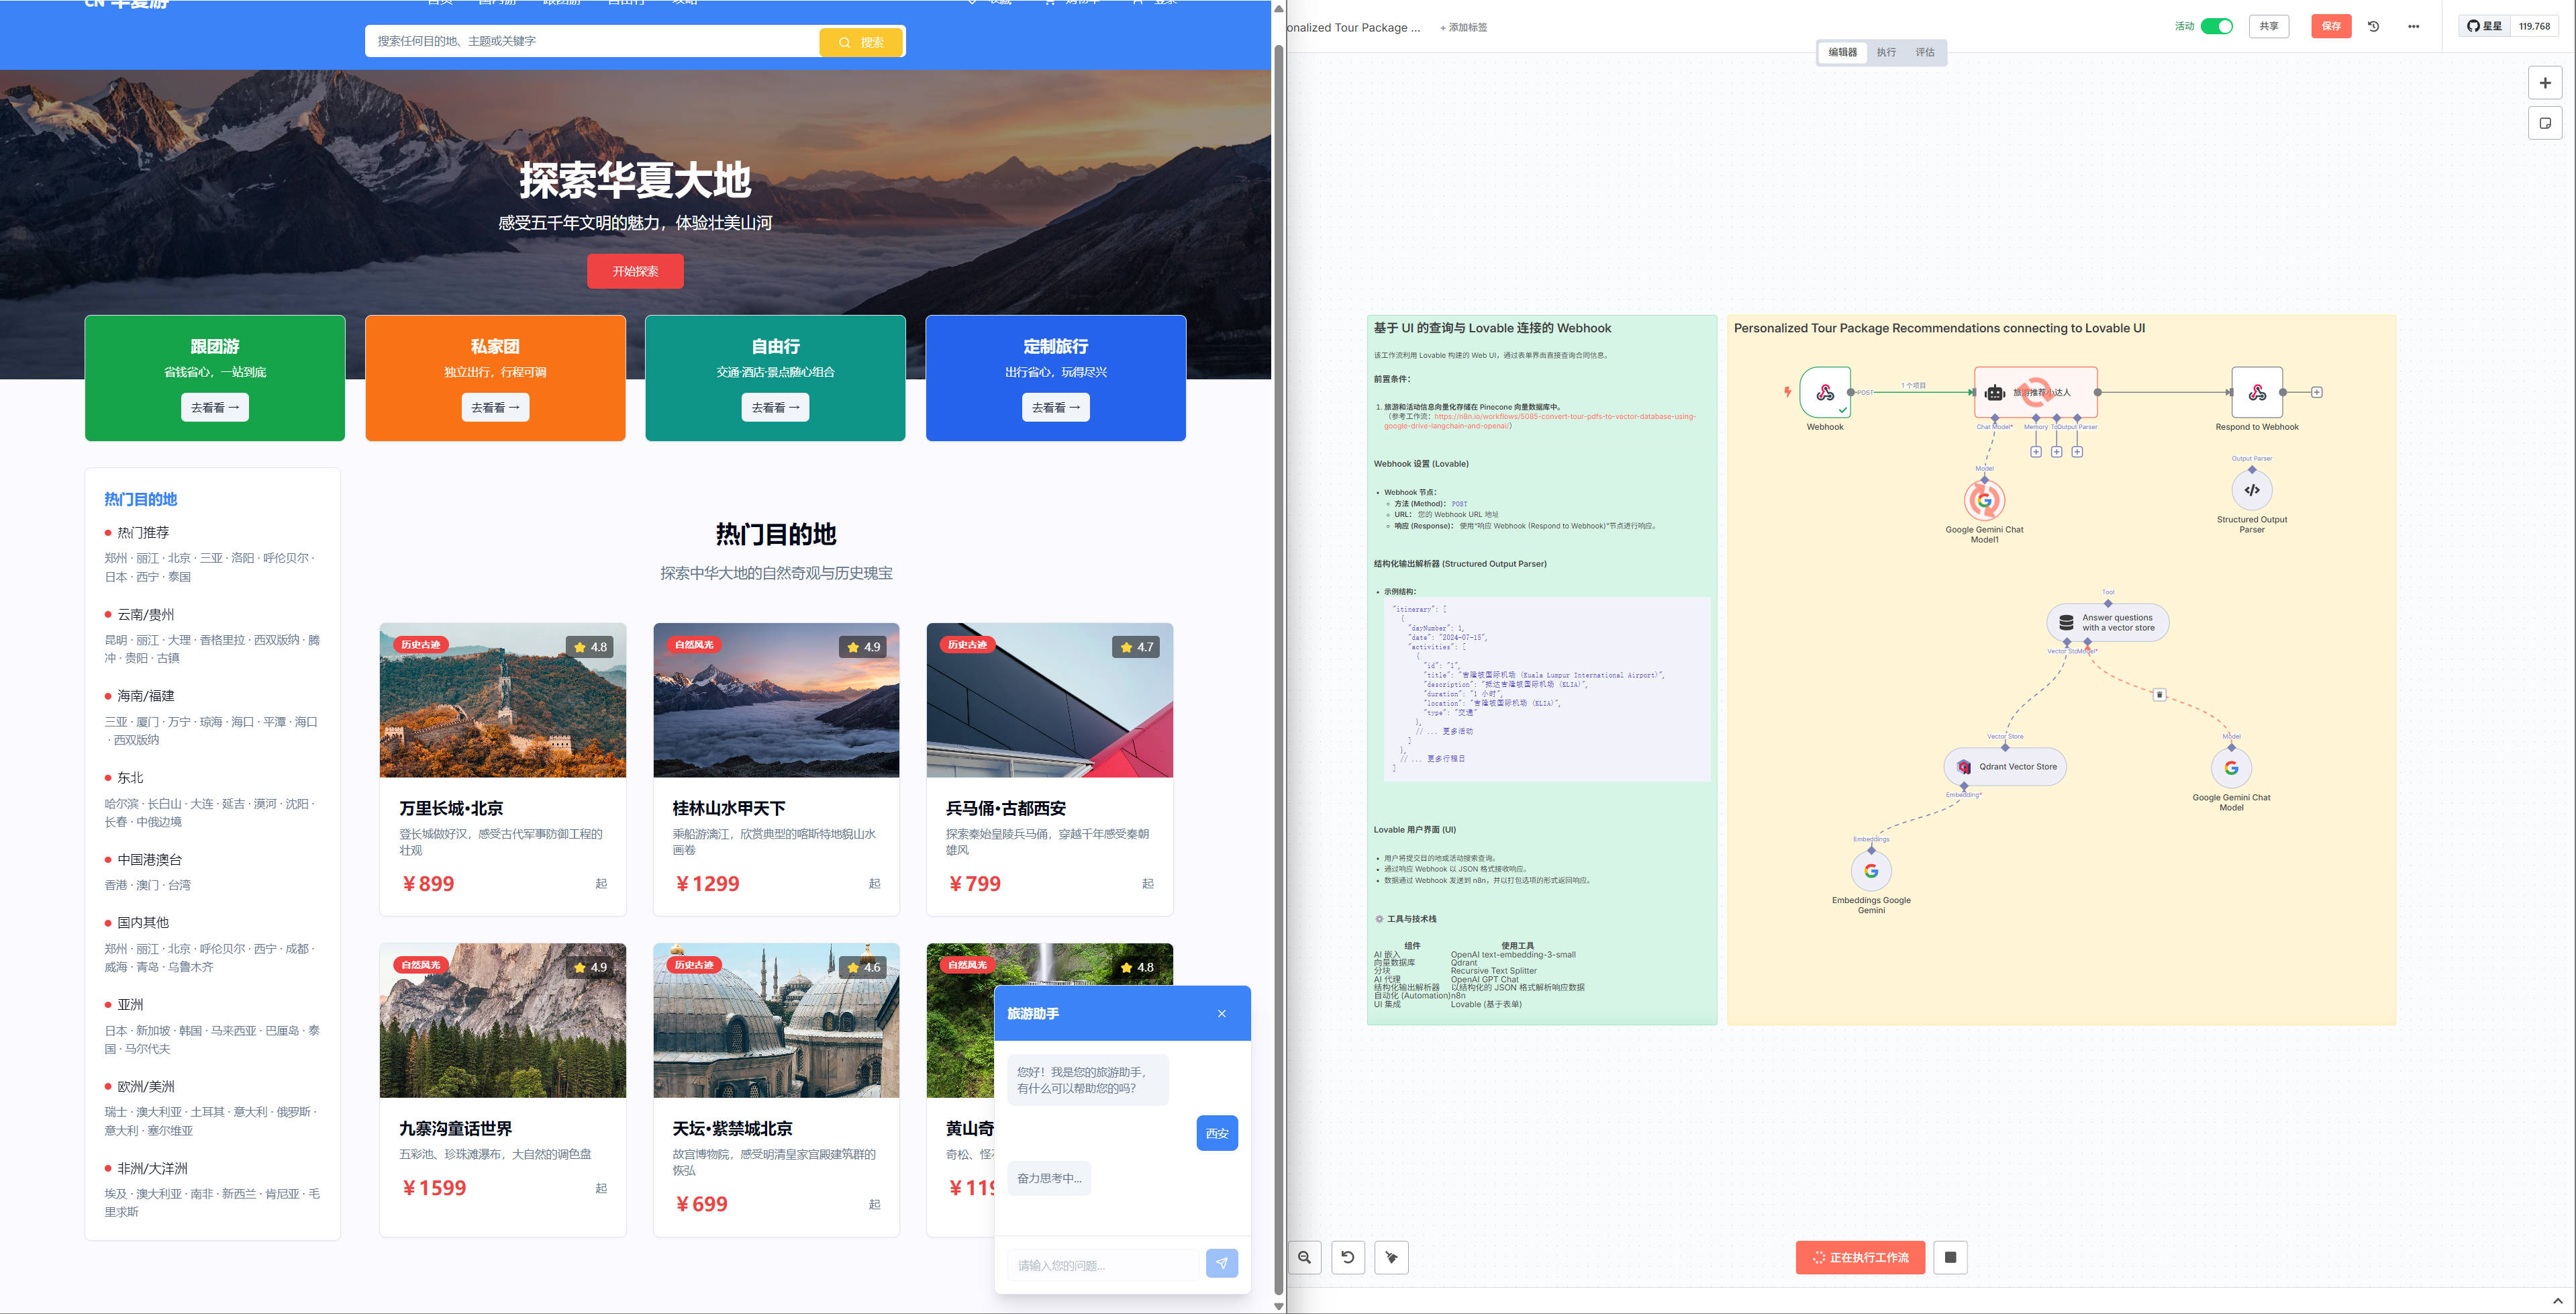 CN 华夏游
首页 国内游 跟团游 自由行 攻略
收藏 购物车 登录
搜索任何目的地、主题或关键字
搜索
探索华夏大地
感受五千年文明的魅力，体验壮美山河
开始探索
跟团游
省钱省心，一站到底
去看看 →
私家团
独立出行，行程可调
去看看 →
自由行
交通·酒店·景点随心组合
去看看 →
定制旅行
出行省心，玩得尽兴
去看看 →
热门目的地
热门推荐
郑州 · 丽江 · 北京 · 三亚 · 洛阳 · 呼伦贝尔 ·
日本 · 西宁 · 泰国
云南/贵州
昆明 · 丽江 · 大理 · 香格里拉 · 西双版纳 · 腾
冲 · 贵阳 · 古镇
海南/福建
三亚 · 厦门 · 万宁 · 琼海 · 海口 · 平潭 · 海口
· 西双版纳
东北
哈尔滨 · 长白山 · 大连 · 延吉 · 漠河 · 沈阳 ·
长春 · 中俄边境
中国港澳台
香港 · 澳门 · 台湾
国内其他
郑州 · 丽江 · 北京 · 呼伦贝尔 · 西宁 · 成都 ·
威海 · 青岛 · 乌鲁木齐
亚洲
日本 · 新加坡 · 韩国 · 马来西亚 · 巴厘岛 · 泰
国 · 马尔代夫
欧洲/美洲
瑞士 · 澳大利亚 · 土耳其 · 意大利 · 俄罗斯 ·
意大利 · 塞尔维亚
非洲/大洋洲
埃及 · 澳大利亚 · 南非 · 新西兰 · 肯尼亚 · 毛
里求斯
热门目的地
探索中华大地的自然奇观与历史瑰宝
历史古迹
4.8
万里长城•北京
登长城做好汉，感受古代军事防御工程的
壮观
￥899
起
自然风光
4.9
桂林山水甲天下
乘船游漓江，欣赏典型的喀斯特地貌山水
画卷
￥1299
起
历史古迹
4.7
兵马俑•古都西安
探索秦始皇陵兵马俑，穿越千年感受秦朝
雄风
￥799
起
自然风光
4.9
九寨沟童话世界
五彩池、珍珠滩瀑布，大自然的调色盘
￥1599
起
历史古迹
4.6
天坛•紫禁城北京
故宫博物院，感受明清皇家宫殿建筑群的
恢弘
￥699
起
自然风光
4.8
黄山奇
奇松、怪
￥119
旅游助手
×
您好！我是您的旅游助手，
有什么可以帮助您的吗?
西安
奋力思考中...
请输入您的问题...
onalized Tour Package ...
+ 添加标签
活动
共享
保存
星星
119,768
编辑器
执行
评估
基于 UI 的查询与 Lovable 连接的 Webhook
该工作流利用 Lovable 构建的 Web UI，通过表单界面直接查询合同信息。
前置条件：
1. 旅游和活动信息向量化存储在 Pinecone 向量数据库中。
（参考工作流：https://n8n.io/workflows/5085-convert-tour-pdfs-to-vector-database-using-
google-drive-langchain-and-openai/）
Webhook 设置 (Lovable)
Webhook 节点：
方法 (Method)： POST
URL： 您的 Webhook URL 地址
响应 (Response)： 使用“响应 Webhook (Respond to Webhook)”节点进行响应。
结构化输出解析器 (Structured Output Parser)
示例结构：
"itinerary": [
{
"dayNumber": 1,
"date": "2024-07-15",
"activities": [
{
"id": "1",
"title": "吉隆坡国际机场 (Kuala Lumpur International Airport)",
"description": "抵达吉隆坡国际机场 (KLIA)",
"duration": "1 小时",
"location": "吉隆坡国际机场 (KLIA)",
"type": "交通"
},
// ... 更多活动
]
},
// ... 更多行程日
]
Lovable 用户界面 (UI)
用户将提交目的地或活动搜索查询。
通过响应 Webhook 以 JSON 格式接收响应。
数据通过 Webhook 发送到 n8n，并以打包选项的形式返回响应。
工具与技术栈
组件 使用工具
AI 嵌入 OpenAI text-embedding-3-small
向量数据库 Qdrant
分块 Recursive Text Splitter
AI 代理 OpenAI GPT Chat
结构化输出解析器 以结构化的 JSON 格式解析响应数据
自动化 (Automation) n8n
UI 集成 Lovable (基于表单)
Personalized Tour Package Recommendations connecting to Lovable UI
POST
1 个项目
Webhook
旅游推荐小达人
Chat Model*
Memory
Output Parser
Respond to Webhook
Model
Google Gemini Chat
Model1
Output Parser
Structured Output
Parser
Tool
Answer questions
with a vector store
Model*
Vector Store
Qdrant Vector Store
Embedding*
Model
Google Gemini Chat
Model
Embeddings
Embeddings Google
Gemini
正在执行工作流